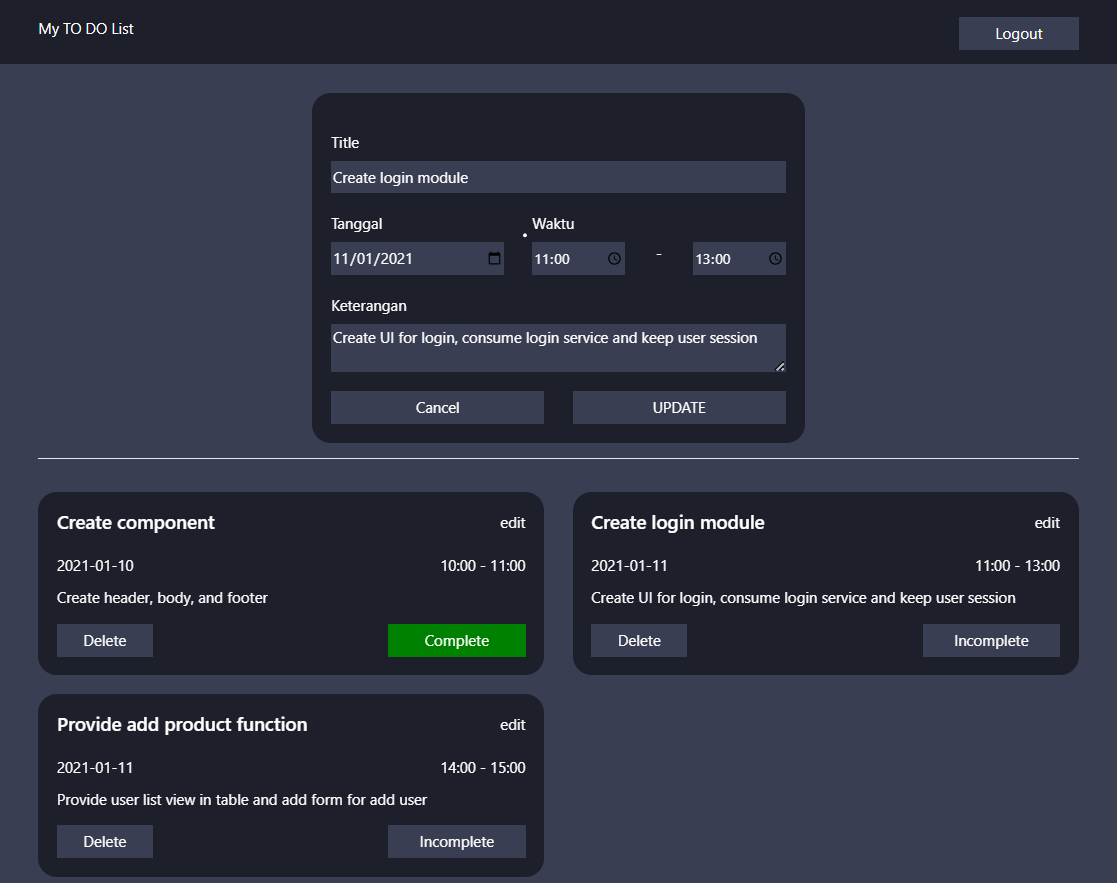 My TO DO List
Logout
Title
Create login module
Tanggal
Waktu
11/01/2021
11:00
-
13:00
Keterangan
Create UI for login, consume login service and keep user session
Cancel
UPDATE
Create component
edit
2021-01-10
10:00 - 11:00
Create header, body, and footer
Delete
Complete
Create login module
edit
2021-01-11
11:00 - 13:00
Create UI for login, consume login service and keep user session
Delete
Incomplete
Provide add product function
edit
2021-01-11
14:00 - 15:00
Provide user list view in table and add form for add user
Delete
Incomplete